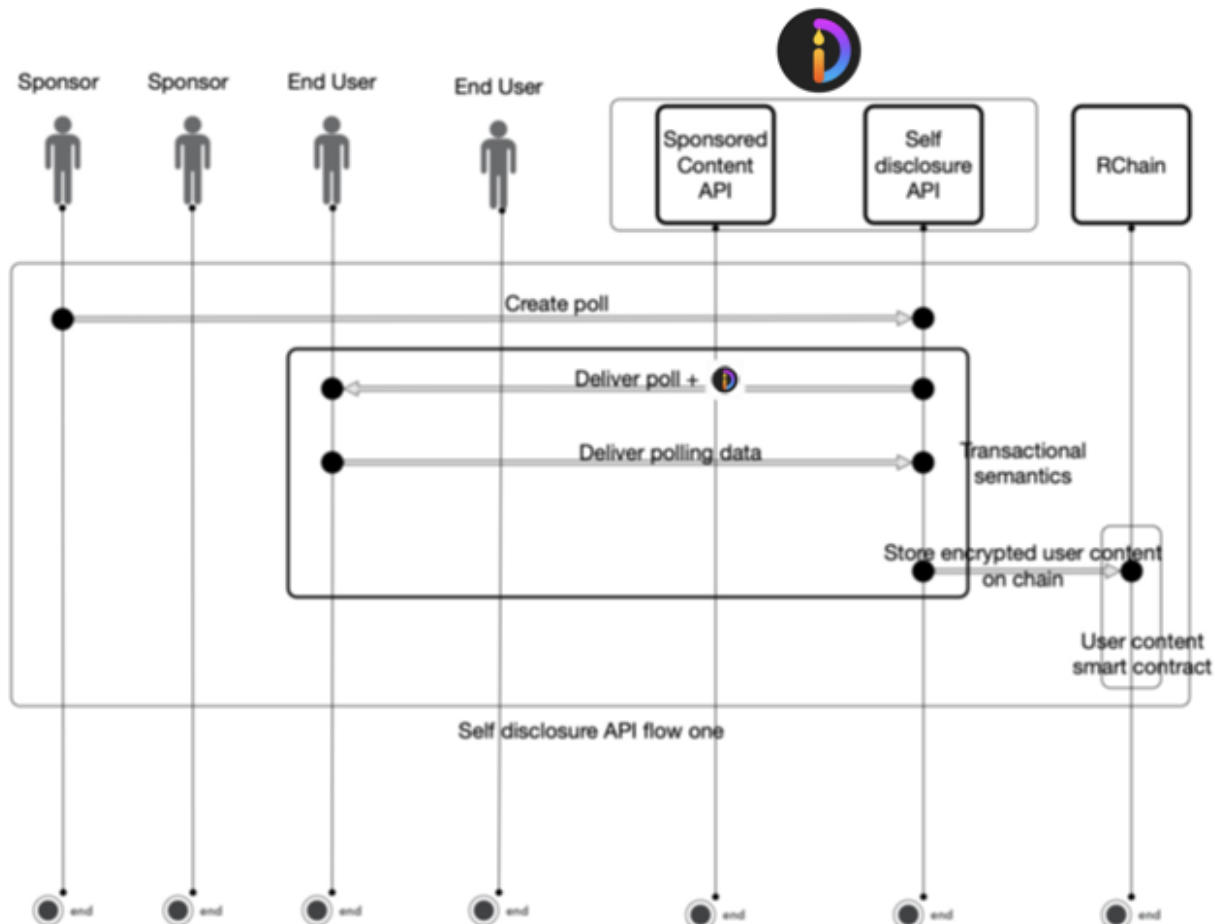 Sponsor
Sponsor
End User
End User
Sponsored
Content
API
Self
disclosure
API
RChain
Create poll
Deliver poll +
Deliver polling data
Transactional
semantics
Store encrypted user content
on chain
User content
smart contract
Self disclosure API flow one
end
end
end
end
end
end
end